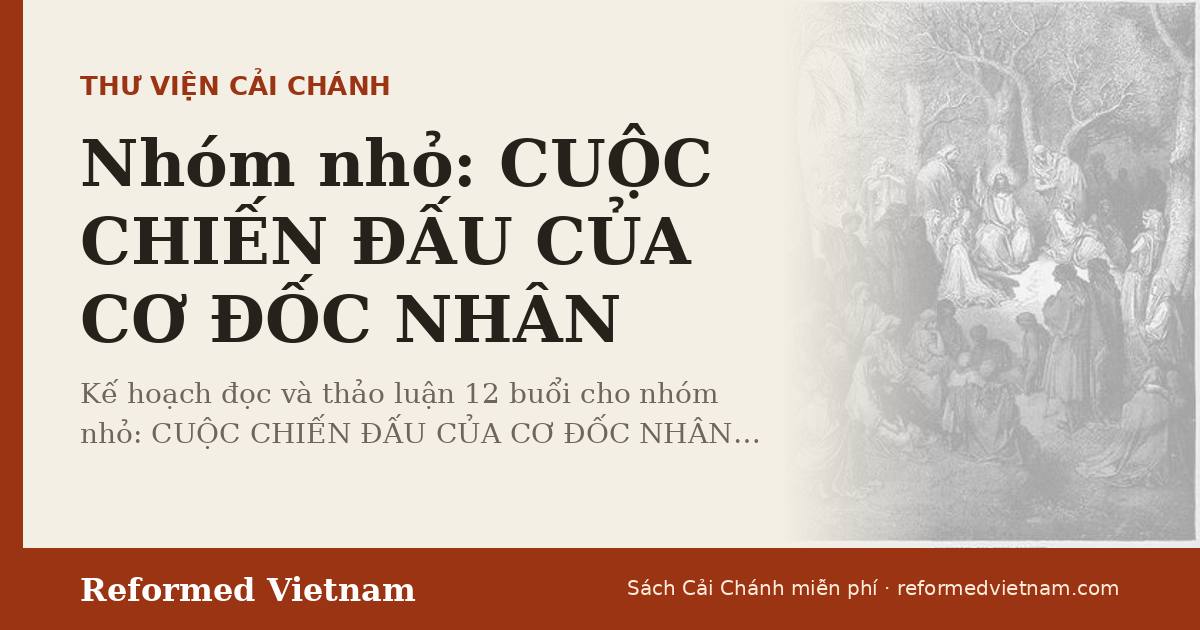 THƯ VIỆN CẢI CHÁNH
Nhóm nhỏ: CUỘC
CHIẾN ĐẤU CỦA
CƠ ĐỐC NHÂN
Kế hoạch đọc và thảo luận 12 buổi cho nhóm
nhỏ: CUỘC CHIẾN ĐẤU CỦA CƠ ĐỐC NHÂN...
Reformed Vietnam
Sách Cải Chánh miễn phí · reformedvietnam.com